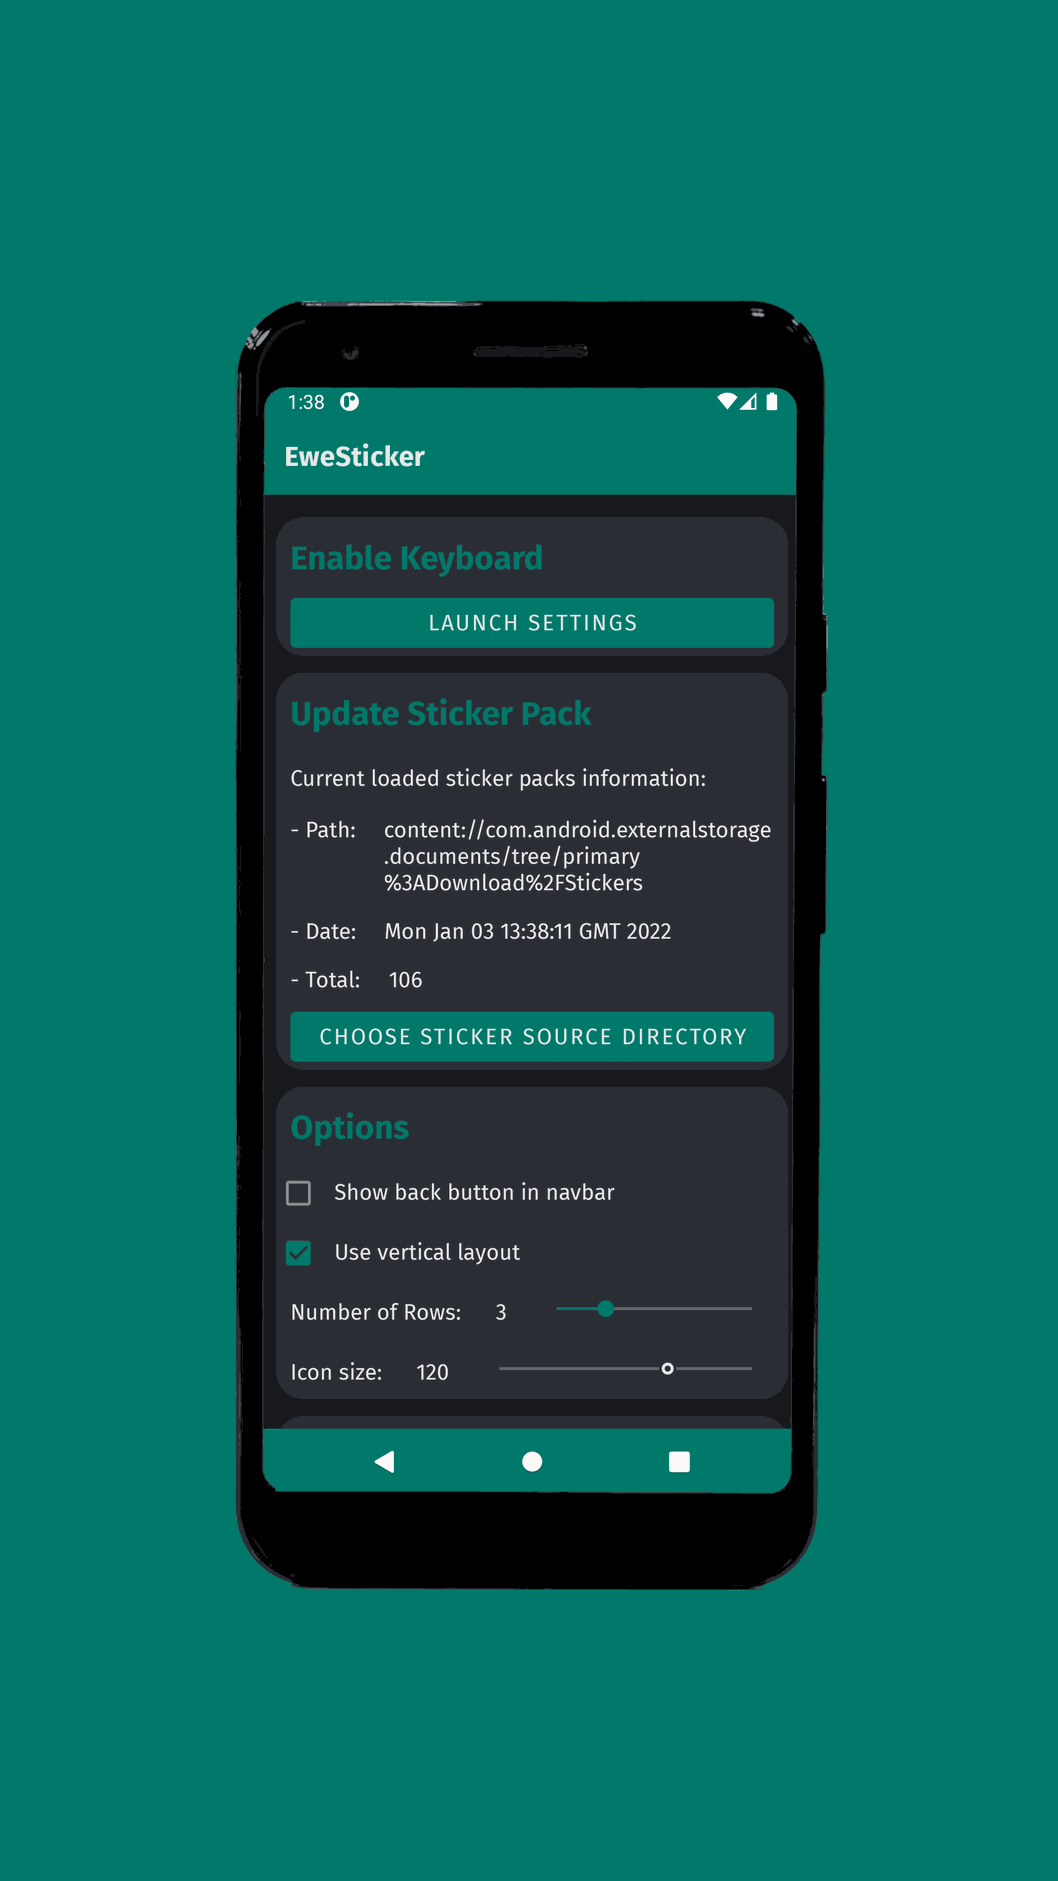 1:38
EweSticker
Enable Keyboard
LAUNCH SETTINGS
Update Sticker Pack
Current loaded sticker packs information:
- Path: content://com.android.externalstorage
.documents/tree/primary
%3ADownload%2FStickers
- Date: Mon Jan 03 13:38:11 GMT 2022
- Total: 106
CHOOSE STICKER SOURCE DIRECTORY
Options
Show back button in navbar
Use vertical layout
Number of Rows: 3
Icon size: 120